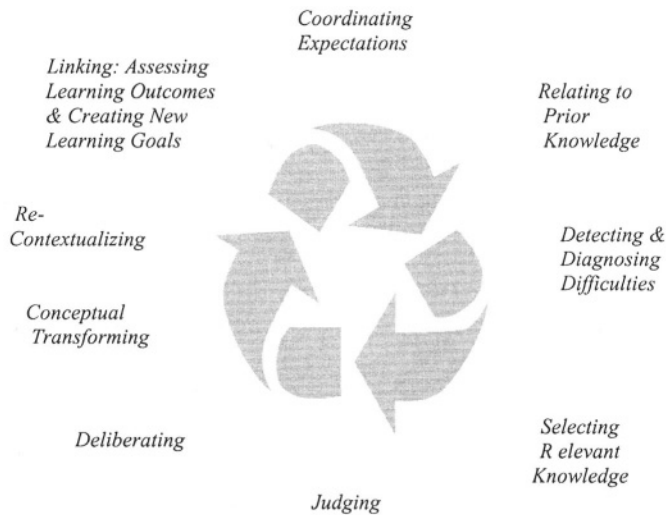 Coordinating
Expectations
Linking: Assessing
Learning Outcomes
& Creating New
Learning Goals
Relating to
Prior
Knowledge
Re-
Contextualizing
Detecting &
Diagnosing
Difficulties
Conceptual
Transforming
Deliberating
Selecting
R elevant
Knowledge
Judging